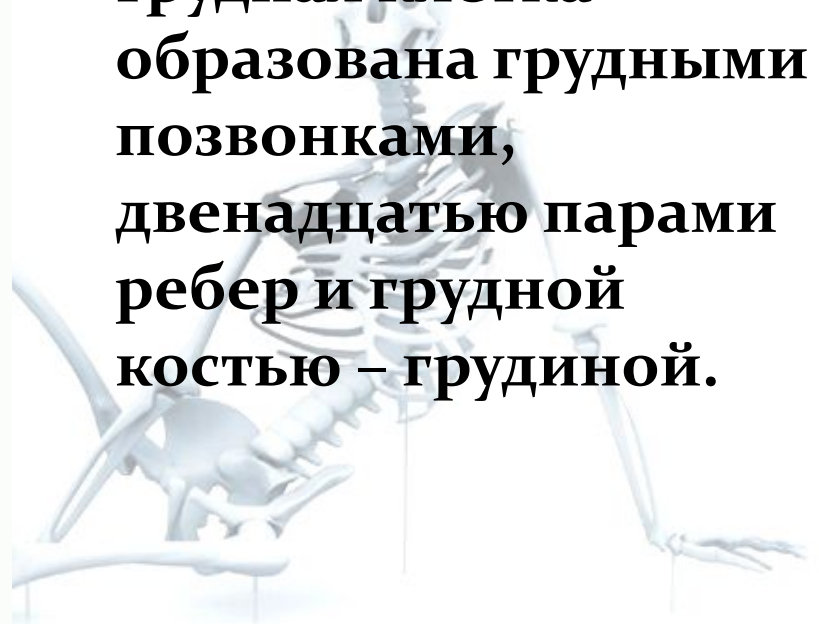 образована грудными
позвонками,
двенадцатью парами
ребер и грудной
костью – грудиной.